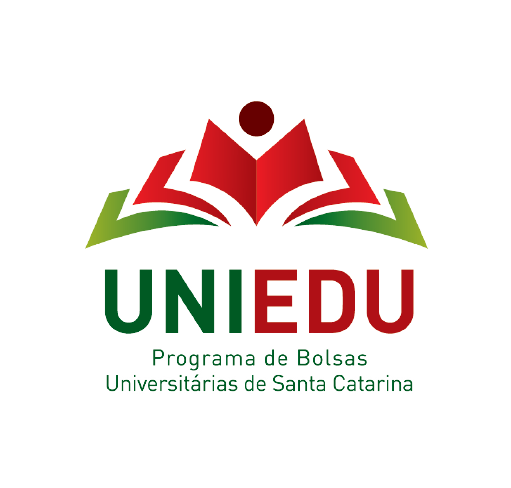 UNIEDU
Programa de Bolsas
Universitárias de Santa Catarina